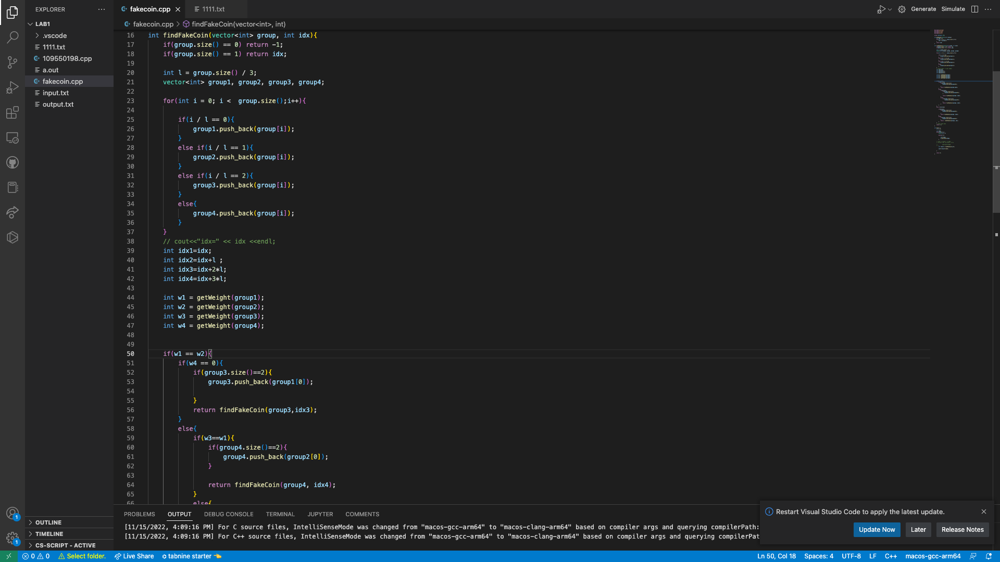 EXPLORER
LAB1
.vscode
1111.txt
109550198.cpp
a.out
fakecoin.cpp
input.txt
output.txt
OUTLINE
TIMELINE
CS-SCRIPT - ACTIVE
fakecoin.cpp
1111.txt
Generate Simulate
fakecoin.cpp > findFakeCoin(vector<int>, int)
16 int findFakeCoin(vector<int> group, int idx){
17 if(group.size() == 0) return -1;
18 if(group.size() == 1) return idx;
19
20 int l = group.size() / 3;
21 vector<int> group1, group2, group3, group4;
22
23 for(int i = 0; i <  group.size();i++){
24
25 if(i / l == 0){
26 group1.push_back(group[i]);
27 }
28 else if(i / l == 1){
29 group2.push_back(group[i]);
30 }
31 else if(i / l == 2){
32 group3.push_back(group[i]);
33 }
34 else{
35 group4.push_back(group[i]);
36 }
37 }
38 // cout<<"idx=" << idx <<endl;
39 int idx1=idx;
40 int idx2=idx+l ;
41 int idx3=idx+2*l;
42 int idx4=idx+3*l;
43
44 int w1 = getWeight(group1);
45 int w2 = getWeight(group2);
46 int w3 = getWeight(group3);
47 int w4 = getWeight(group4);
48
49
50 if(w1 == w2){
51 if(w4 == 0){
52 if(group3.size()==2){
53 group3.push_back(group1[0]);
54
55 }
56 return findFakeCoin(group3,idx3);
57 }
58 else{
59 if(w3==w1){
60 if(group4.size()==2){
61 group4.push_back(group2[0]);
62 }
63
64 return findFakeCoin(group4, idx4);
65 }
66 else{
PROBLEMS OUTPUT DEBUG CONSOLE TERMINAL JUPYTER COMMENTS
[11/15/2022, 4:09:16 PM] For C source files, IntelliSenseMode was changed from "macos-gcc-arm64" to "macos-clang-arm64" based on compiler args and querying compilerPath:
[11/15/2022, 4:09:16 PM] For C++ source files, IntelliSenseMode was changed from "macos-gcc-arm64" to "macos-clang-arm64" based on compiler args and querying compilerPat
Restart Visual Studio Code to apply the latest update.
Update Now Later Release Notes
1
1
0 0 Select folder. Live Share tabnine starter Ln 50, Col 18 Spaces: 4 UTF-8 LF C++ macos-gcc-arm64